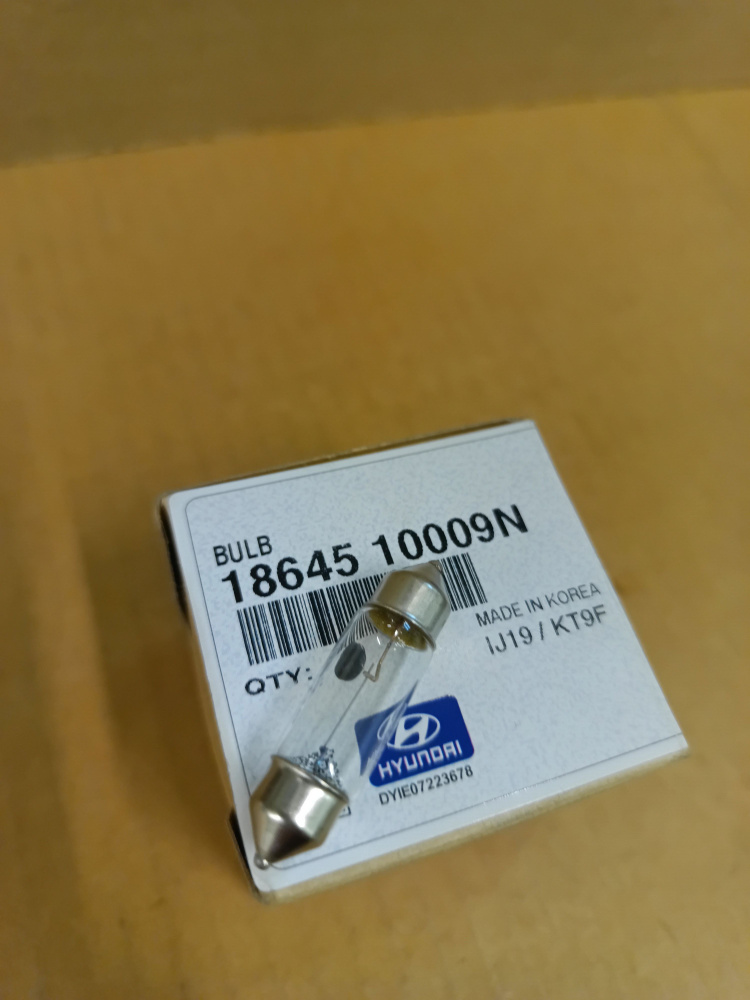 BULB
18645 10009N
MADE IN KOREA
IJ19 / KT9F
QTY:
HYUNDAI
DYIE07223678